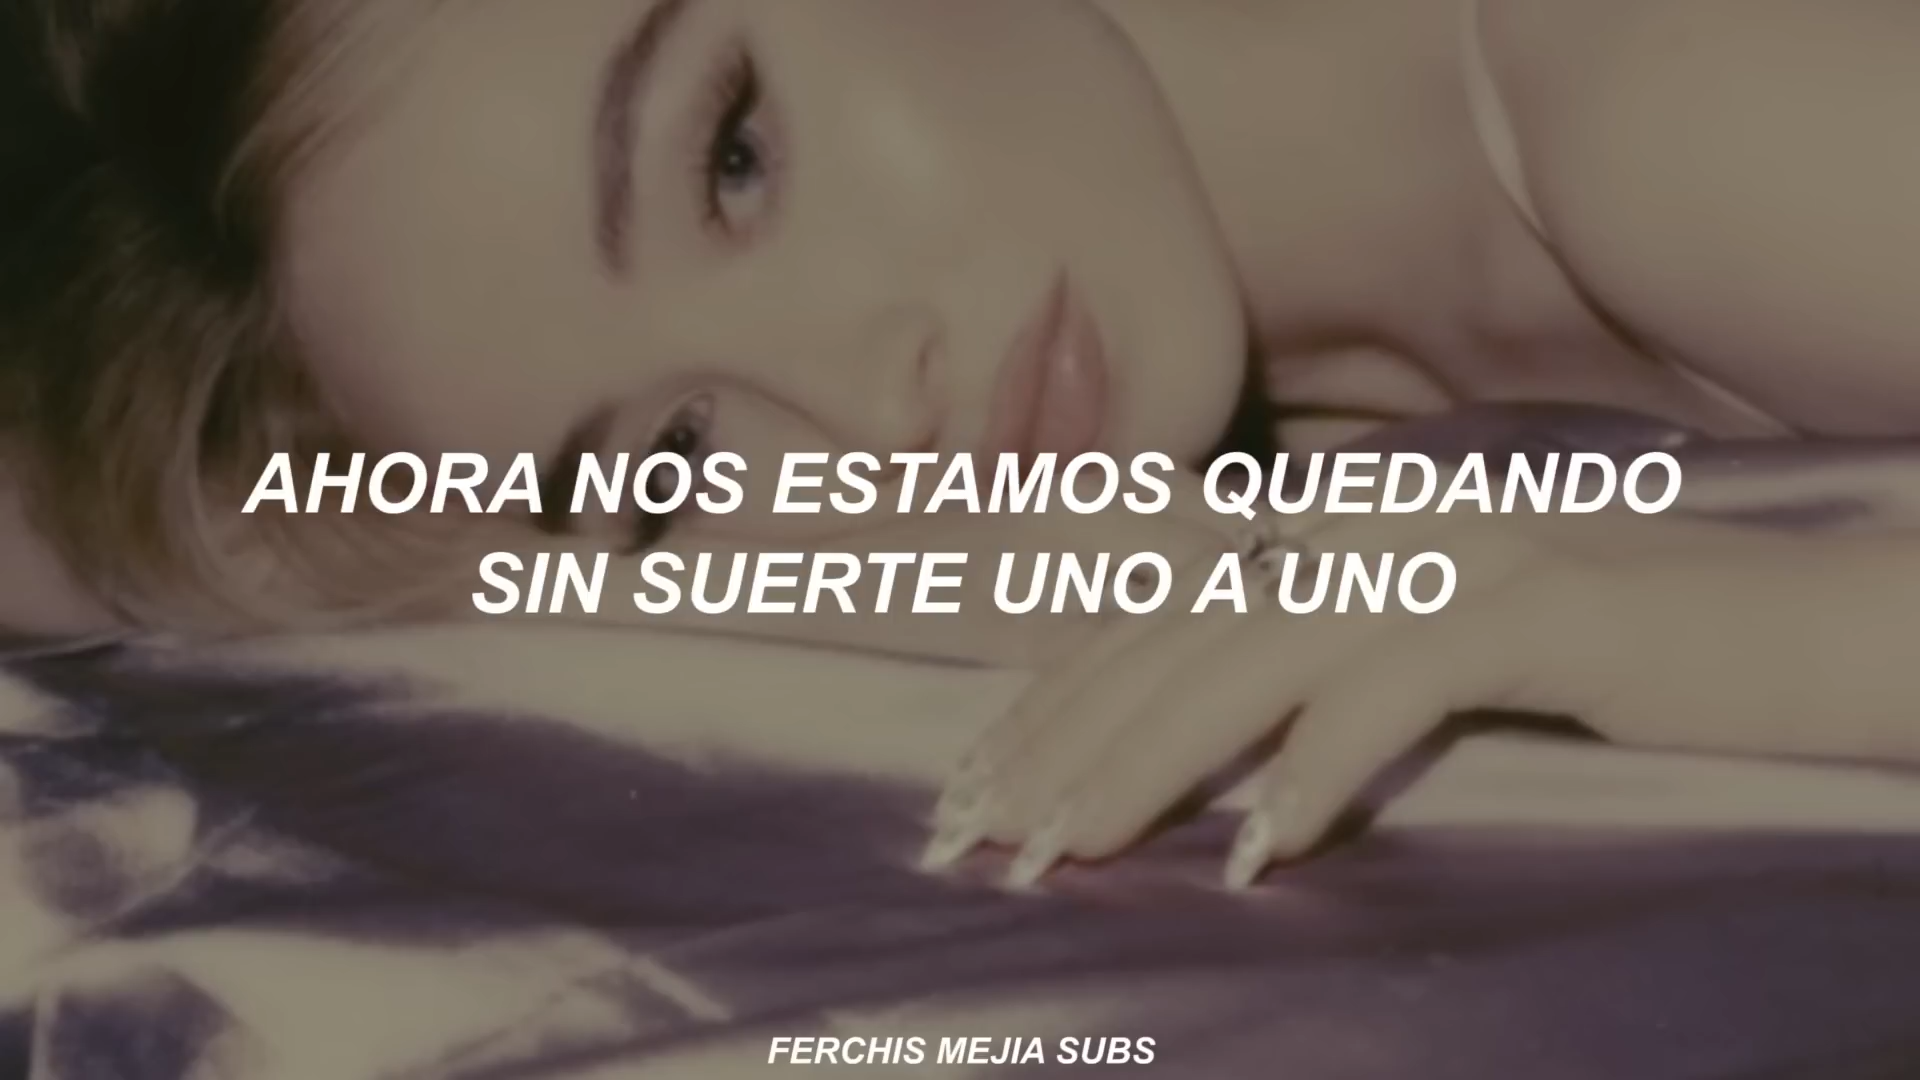 AHORA NOS ESTAMOS QUEDANDO
SIN SUERTE UNO A UNO
FERCHIS MEJIA SUBS